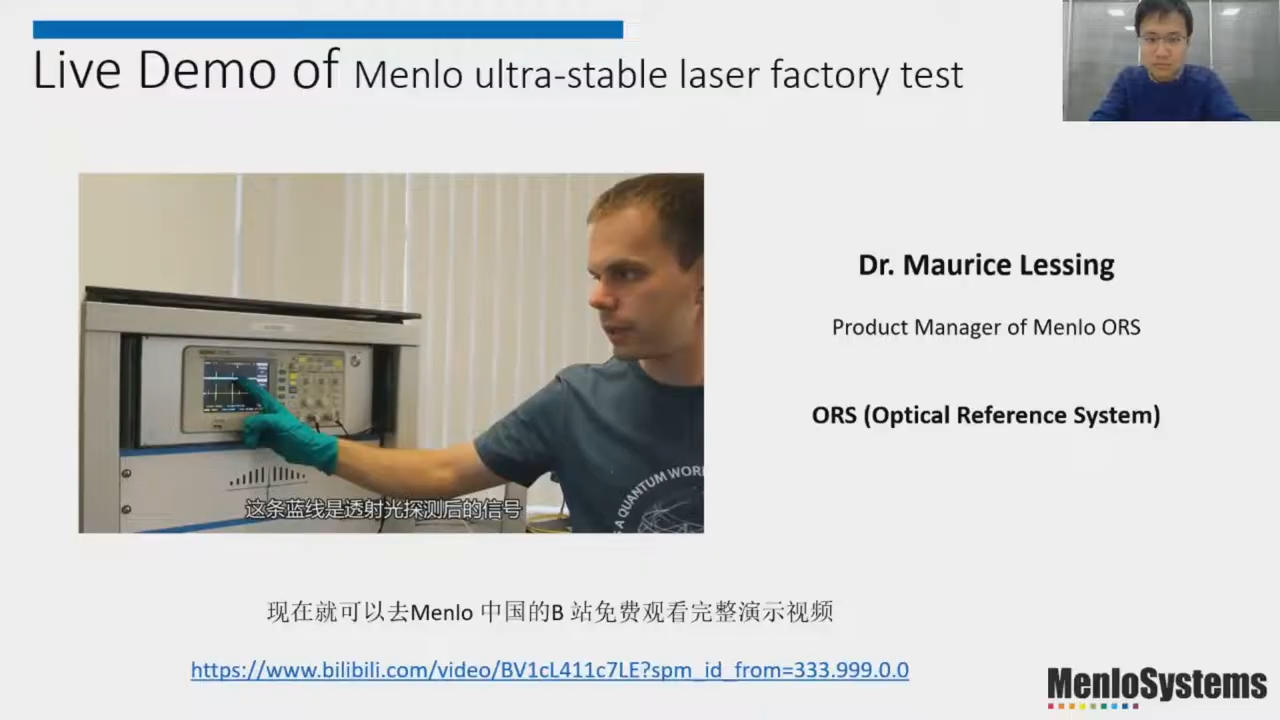 Live Demo of Menlo ultra-stable laser factory test
Dr. Maurice Lessing
Product Manager of Menlo ORS
ORS (Optical Reference System)
A QUANTUM WOR
这条蓝线是透射光探测后的信号
现在就可以去Menlo 中国的B 站免费观看完整演示视频
https://www.bilibili.com/video/BV1cL411c7LE?spm_id_from=333.999.0.0
MenloSystems